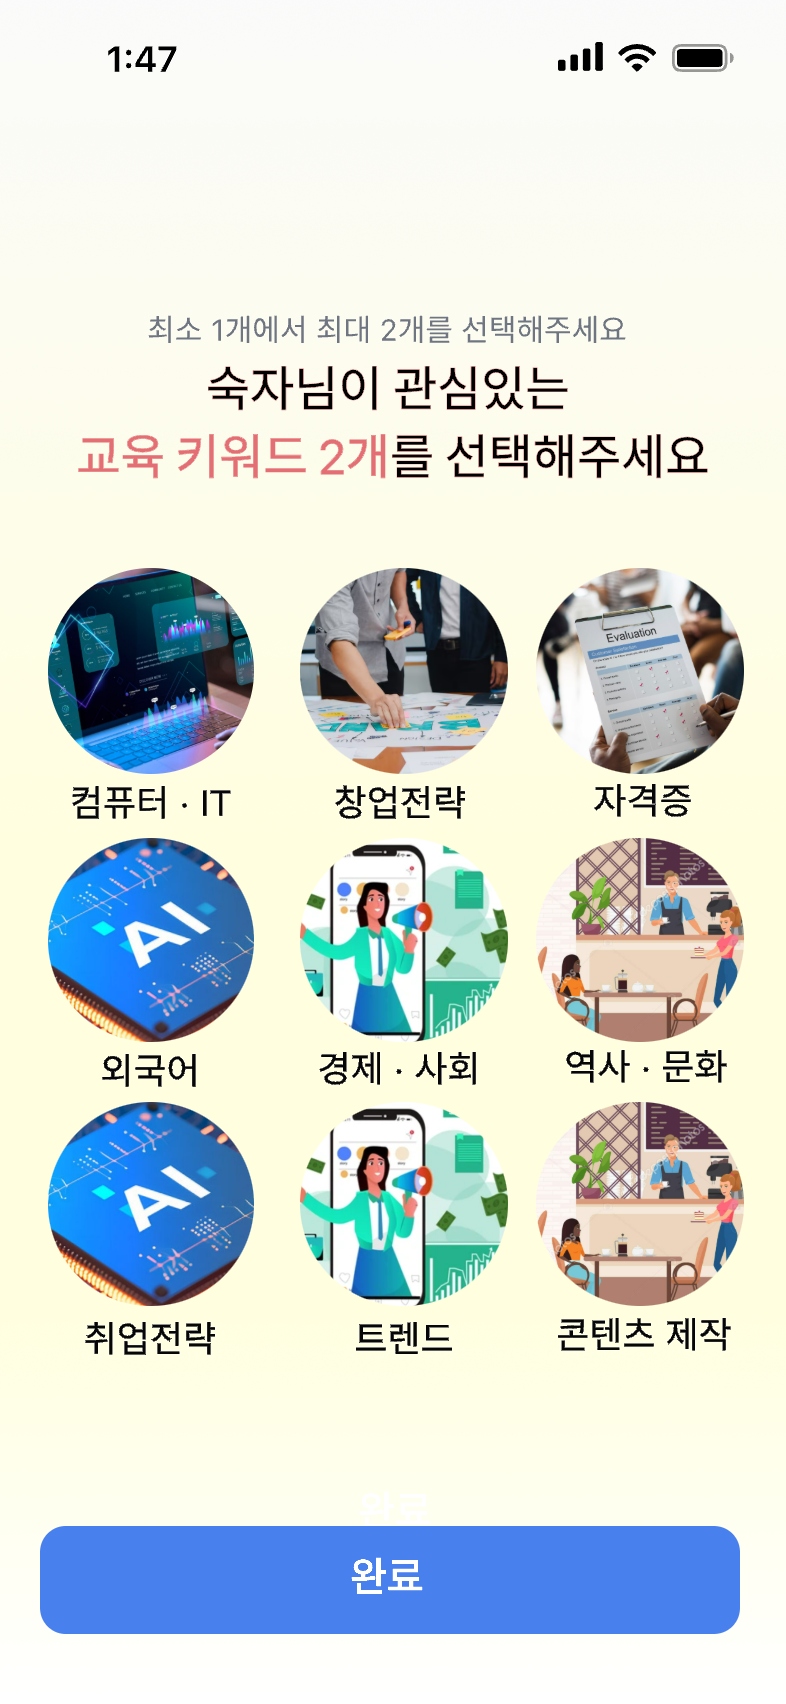 1:47
최소 1개에서 최대 2개를 선택해주세요
숙자님이 관심있는
교육 키워드 2개를 선택해주세요
Evaluation
컴퓨터 · IT
창업전략
자격증
AI
외국어
경제 · 사회
역사 · 문화
AI
취업전략
트렌드
콘텐츠 제작
완료
완료